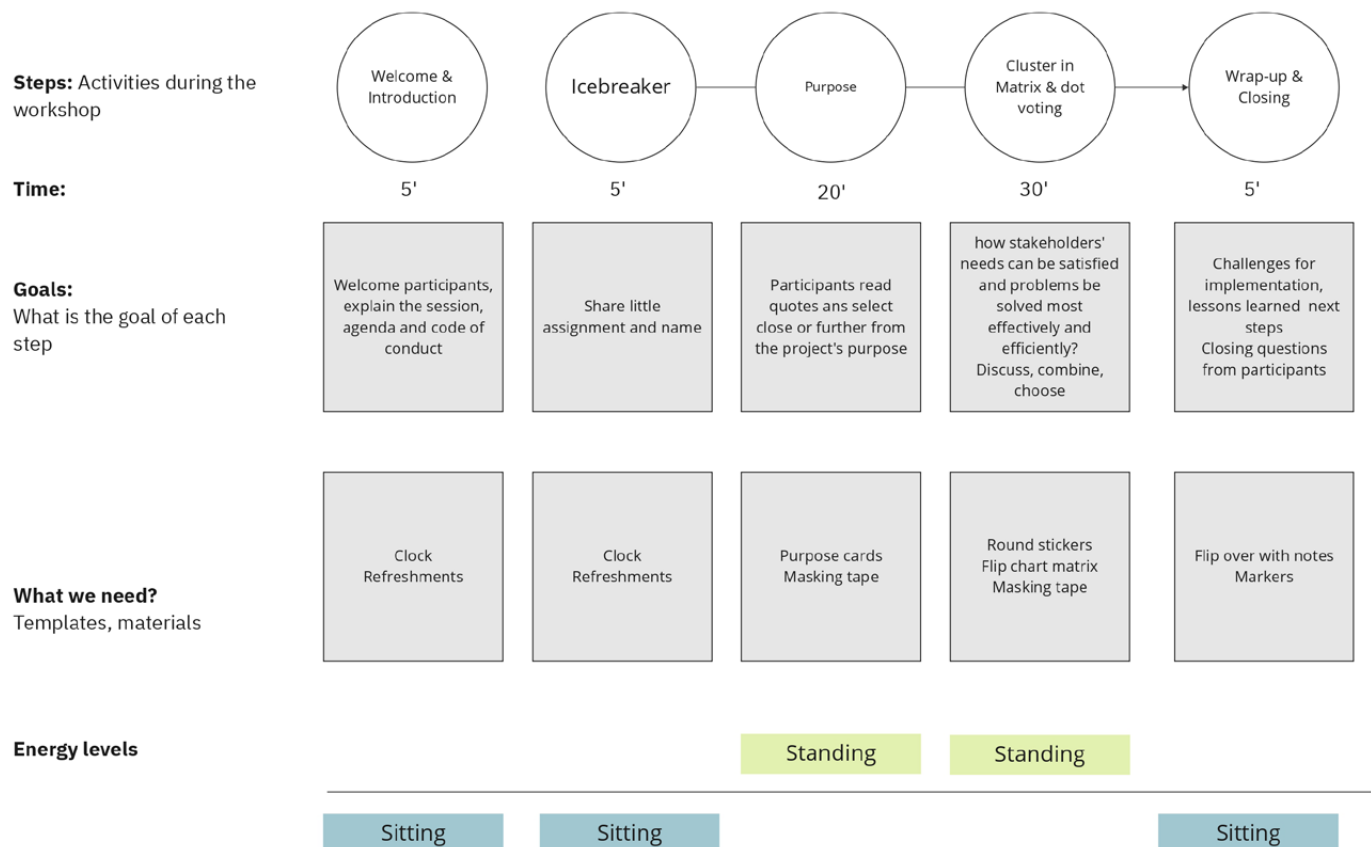 Steps: Activities during the
workshop
Welcome &
Introduction
Icebreaker
Purpose
Cluster in
Matrix & dot
voting
Wrap-up &
Closing
Time:
5'
5'
20'
30'
5'
Goals:
What is the goal of each
step
Welcome participants,
explain the session,
agenda and code of
conduct
Share little
assignment and name
Participants read
quotes ans select
close or further from
the project's purpose
how stakeholders'
needs can be satisfied
and problems be
solved most
effectively and
efficiently?
Discuss, combine,
choose
Challenges for
implementation,
lessons learned next
steps
Closing questions
from participants
What we need?
Templates, materials
Clock
Refreshments
Clock
Refreshments
Purpose cards
Masking tape
Round stickers
Flip chart matrix
Masking tape
Flip over with notes
Markers
Energy levels
Standing
Standing
Sitting
Sitting
Sitting